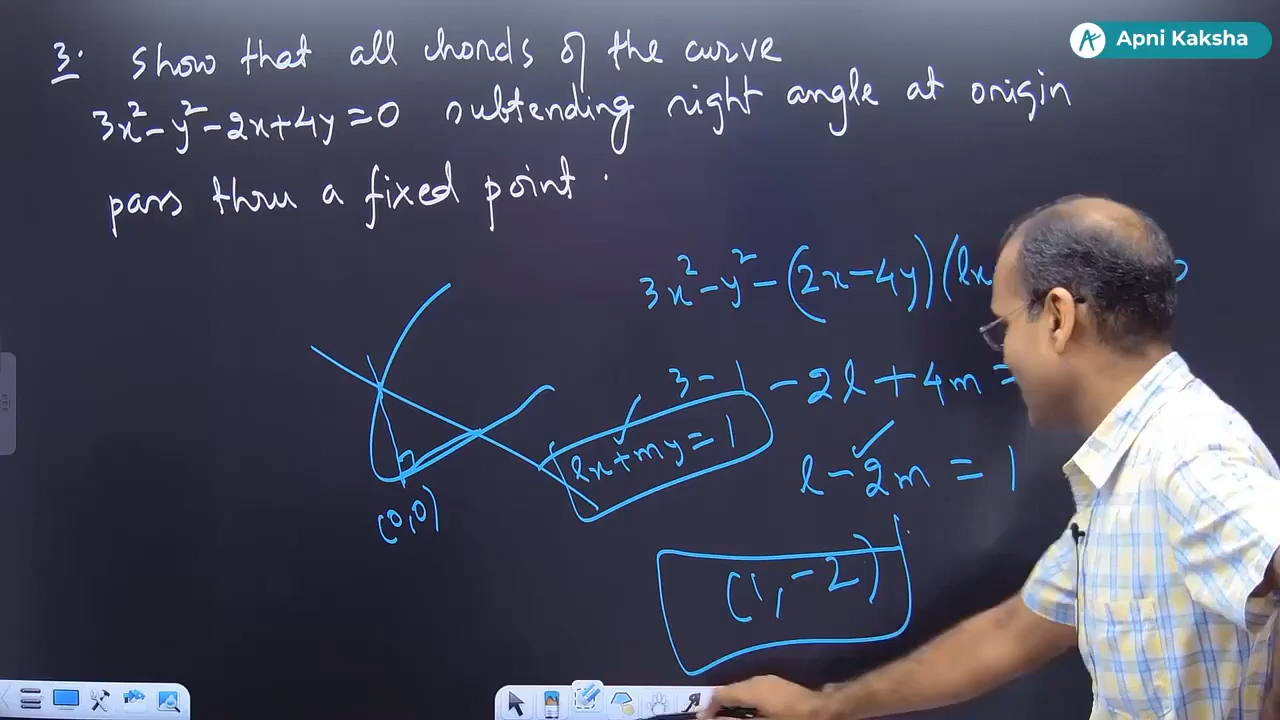 Apni Kaksha
3. Show that all chords of the curve
3x²-y²-2x+4y=0 subtending right angle at origin
pass thru a fixed point.
3x²-y²-(2x-4y)(lx
3-1-2l+4m=
lx+my=1
l-2m=1
(0,0)
(1,-2)